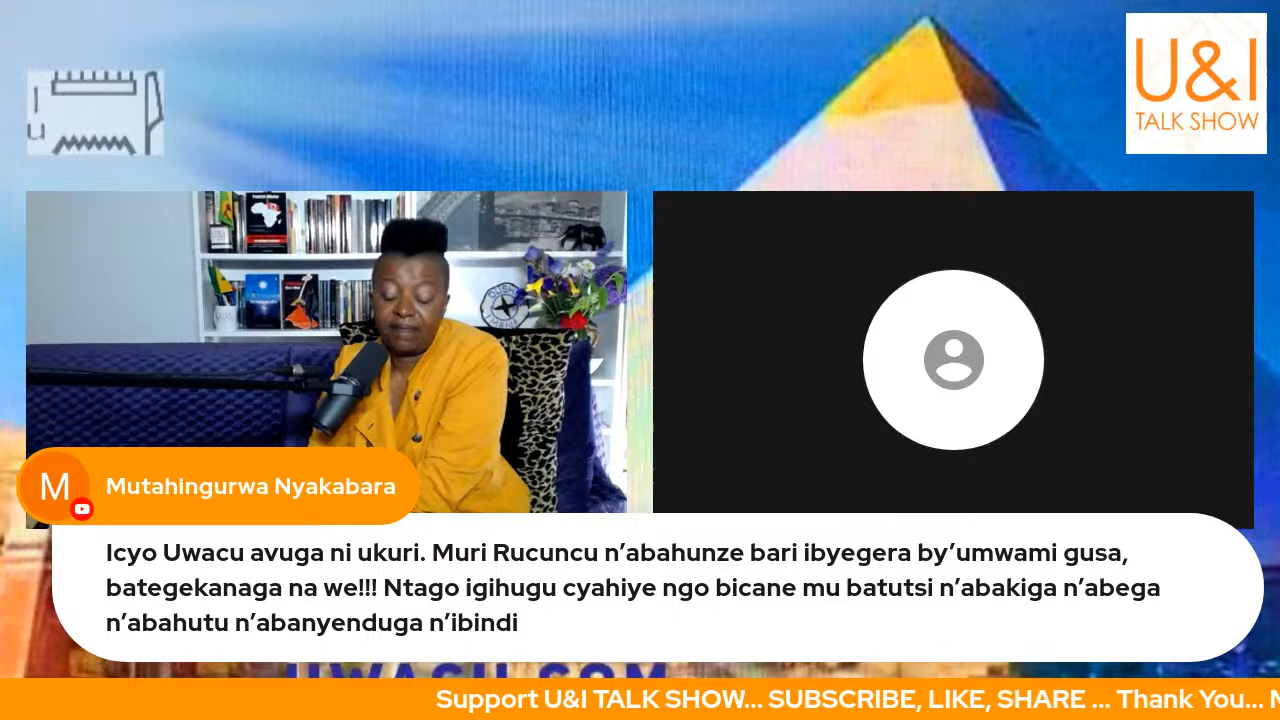 U&I
TALK SHOW
Mutahingurwa Nyakabara
Icyo Uwacu avuga ni ukuri. Muri Rucuncu n’abahunze bari ibyegera by’umwami gusa,
bategekanaga na we!!! Ntago igihugu cyahiye ngo bicane mu batutsi n’abakiga n’abega
n’abahutu n’abanyenduga n’ibindi
UWACU.COM
Support U&I TALK SHOW... SUBSCRIBE, LIKE, SHARE ... Thank You... M